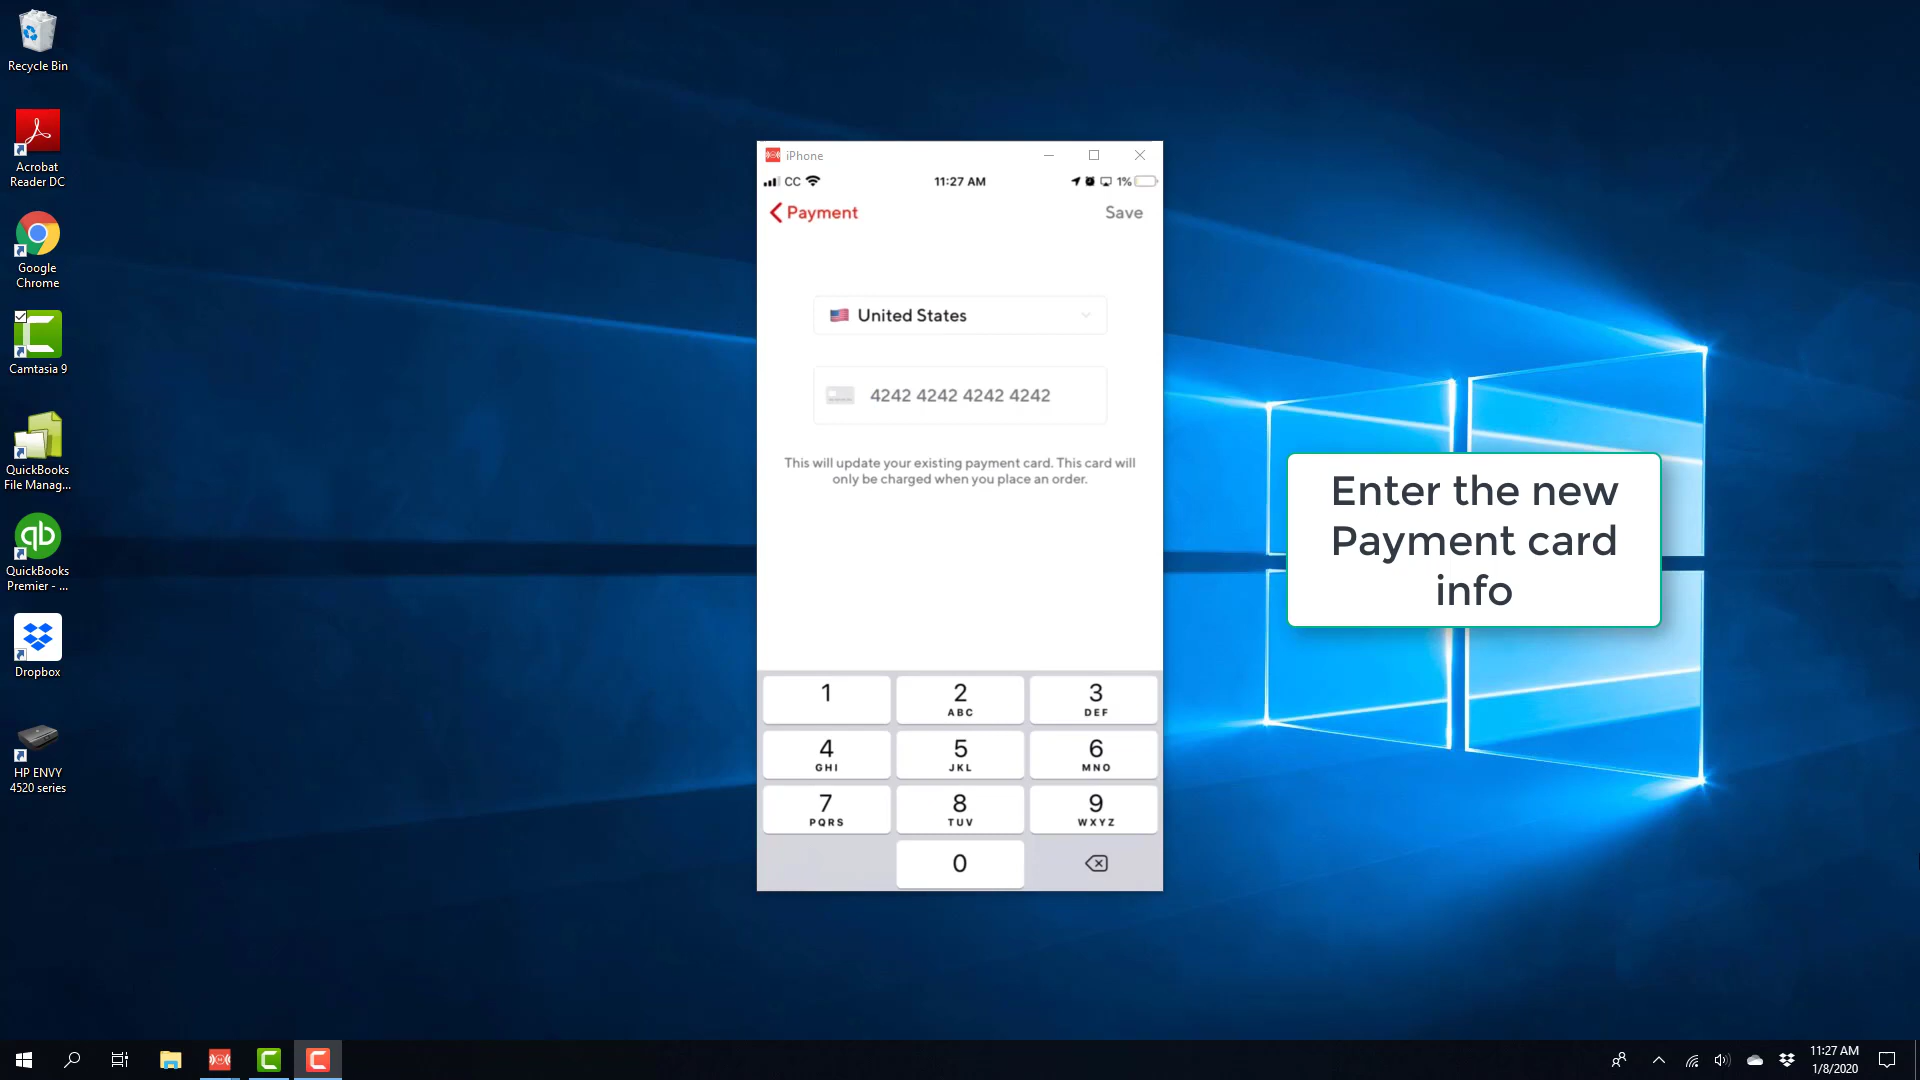 Recycle Bin
Acrobat
Reader DC
Google
Chrome
Camtasia 9
QuickBooks
File Manag...
qb
QuickBooks
Premier - ...
Dropbox
HP ENVY
4520 series
iPhone
CC
11:27 AM
1%
Payment
Save
United States
4242 4242 4242 4242
This will update your existing payment card. This card will
only be charged when you place an order.
1
2
3
ABC
DEF
4
5
6
GHI
JKL
MNO
7
8
9
PQRS
TUV
WXYZ
0
Enter the new
Payment card
info
11:27 AM
1/8/2020